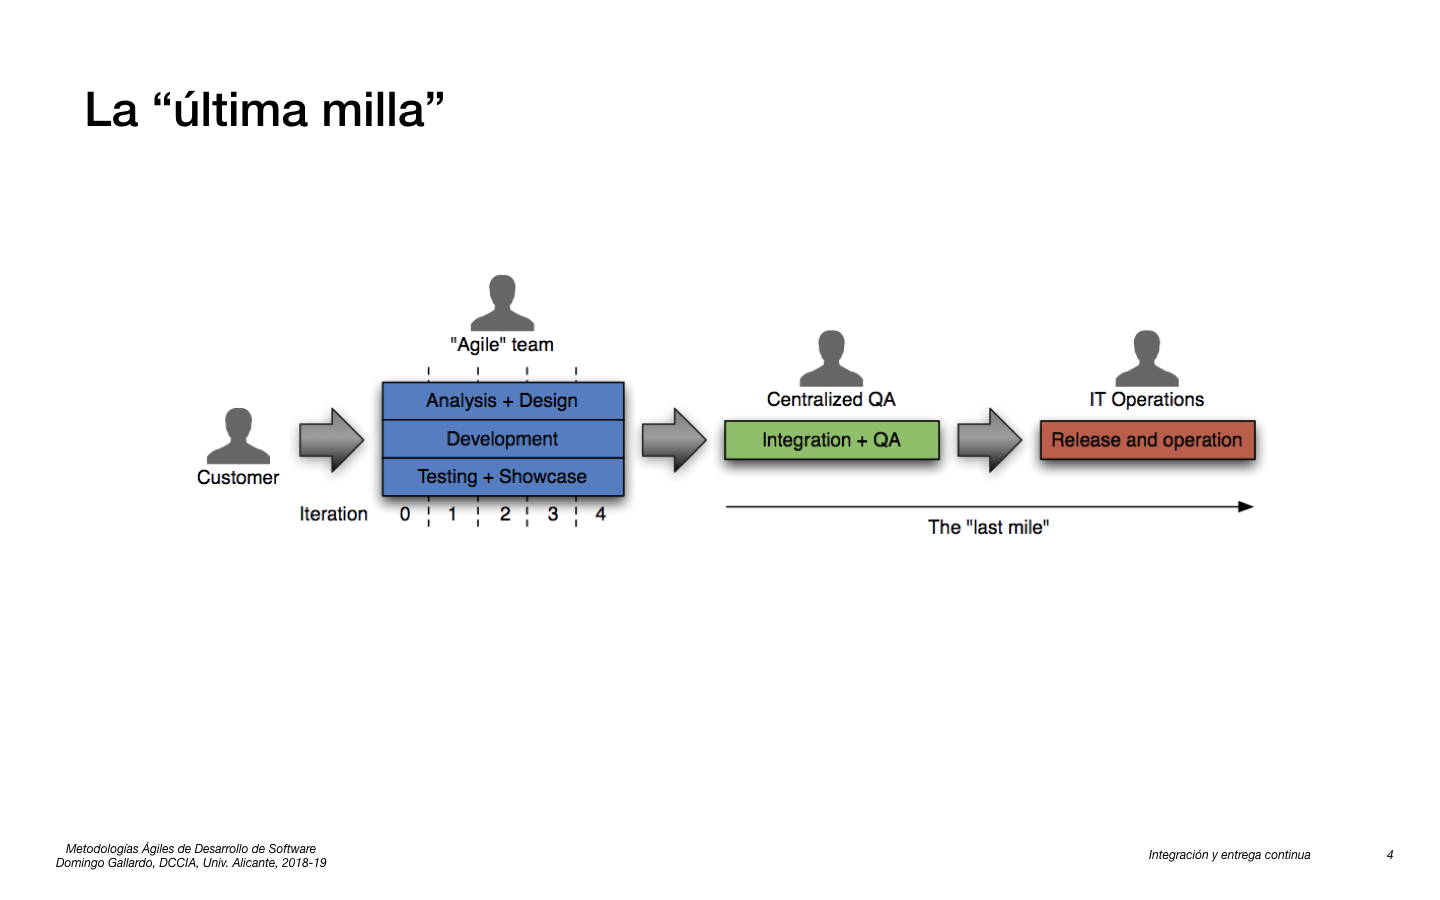 La “última milla”
"Agile" team
Analysis + Design
Development
Testing + Showcase
Customer
Iteration 0 1 2 3 4
Centralized QA
Integration + QA
IT Operations
Release and operation
The "last mile"
Metodologías Ágiles de Desarrollo de Software
Domingo Gallardo, DCCIA, Univ. Alicante, 2018-19
Integración y entrega continua
4